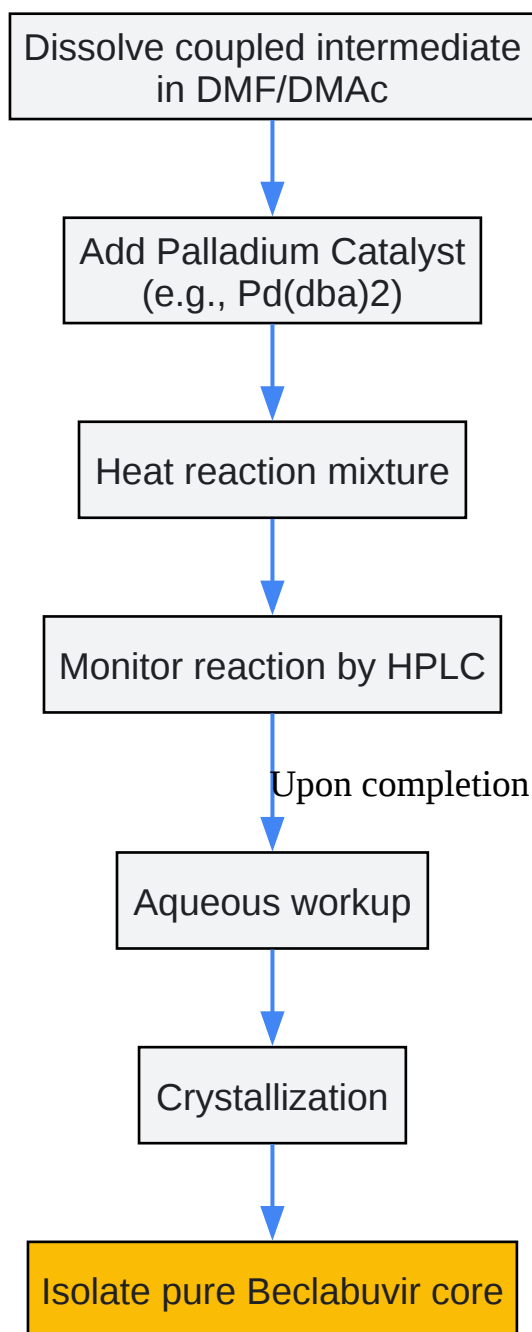 Dissolve coupled intermediate
in DMF/DMAc
Add Palladium Catalyst
(e.g., Pd(dba)2)
Heat reaction mixture
Monitor reaction by HPLC
Upon completion
Aqueous workup
Crystallization
Isolate pure Beclabuvir core